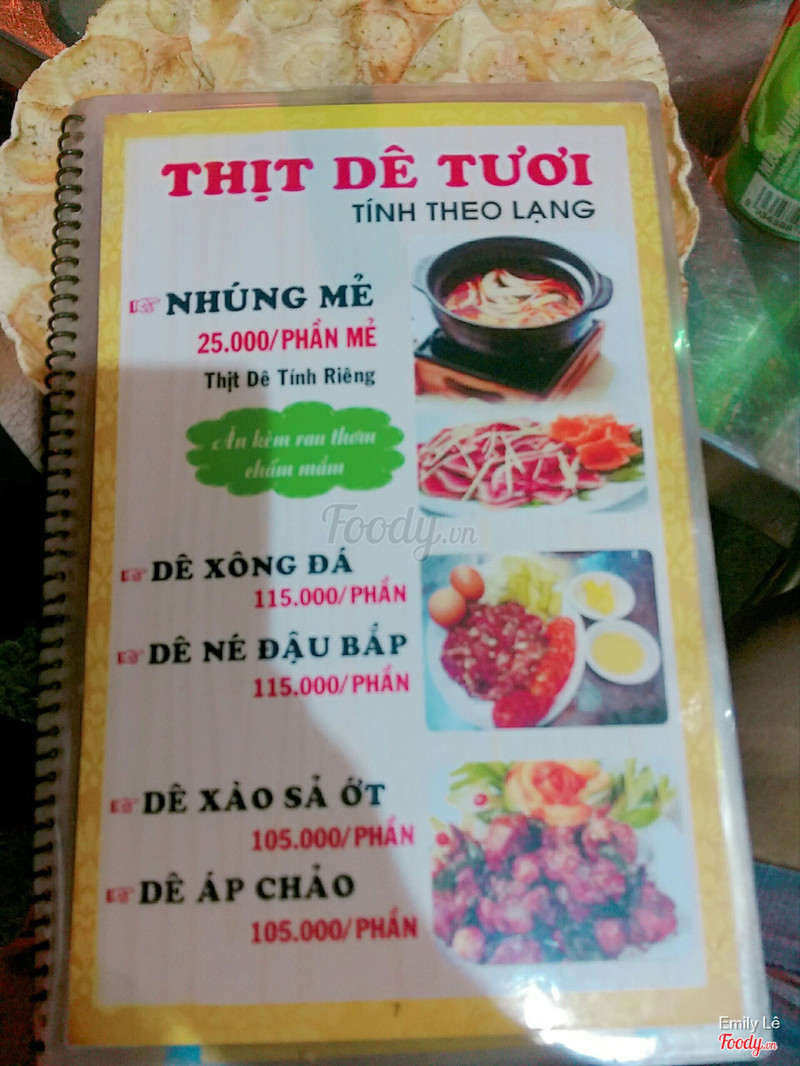 THỊT DÊ TƯƠI
TÍNH THEO LẠNG
NHÚNG MẺ
25.000/PHẦN MẺ
Thịt Dê Tính Riêng
Ăn kèm rau thơm
chấm mắm
Foody.vn
DÊ XÔNG ĐÁ
115.000/PHẦN
DÊ NÉ ĐẬU BẮP
115.000/PHẦN
DÊ XẢO SẢ ỚT
105.000/PHẦN
DÊ ÁP CHẢO
105.000/PHẦN
7
Emily Lê
Foody.vn